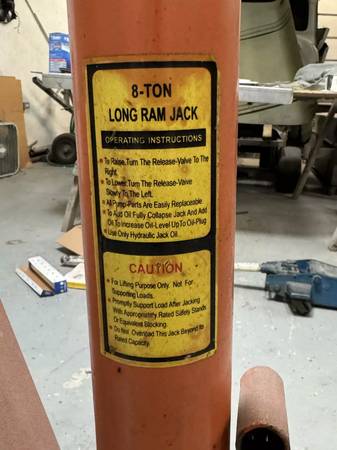 8-TON
LONG RAM JACK
OPERATING INSTRUCTIONS
To Raise,Turn The Release-Valve To The
Right.
To Lower,Turn The Release-Valve
Slowly To The Left.
All Pump Parts Are Easily Replaceable.
To Add Oil Fully Collapse Jack And Add
Oil To Increase Oil-Level Up To Oil-Plug
Use Only Hydraulic Jack Oil.
CAUTION
For Lifting Purpose Only. Not For
Supporting Loads.
Promptly Support Load After Jacking
With Appropriately Rated Safety Stands
Or Equivalent Blocking.
Do Not Overload This Jack Beyond Its
Rated Capacity.